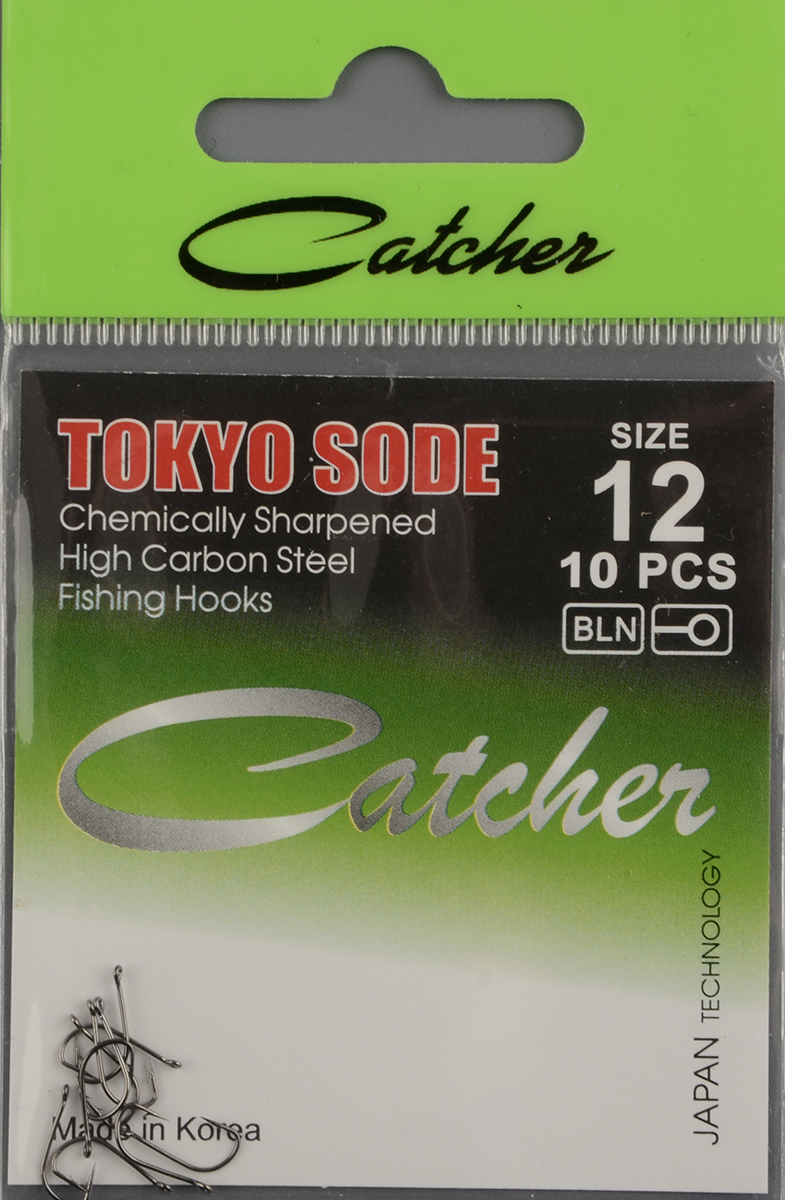 Catcher
TOKYO SODE
Chemically Sharpened
High Carbon Steel
Fishing Hooks
SIZE
12
10 PCS
BLN
Catcher
JAPAN TECHNOLOGY
Made in Korea